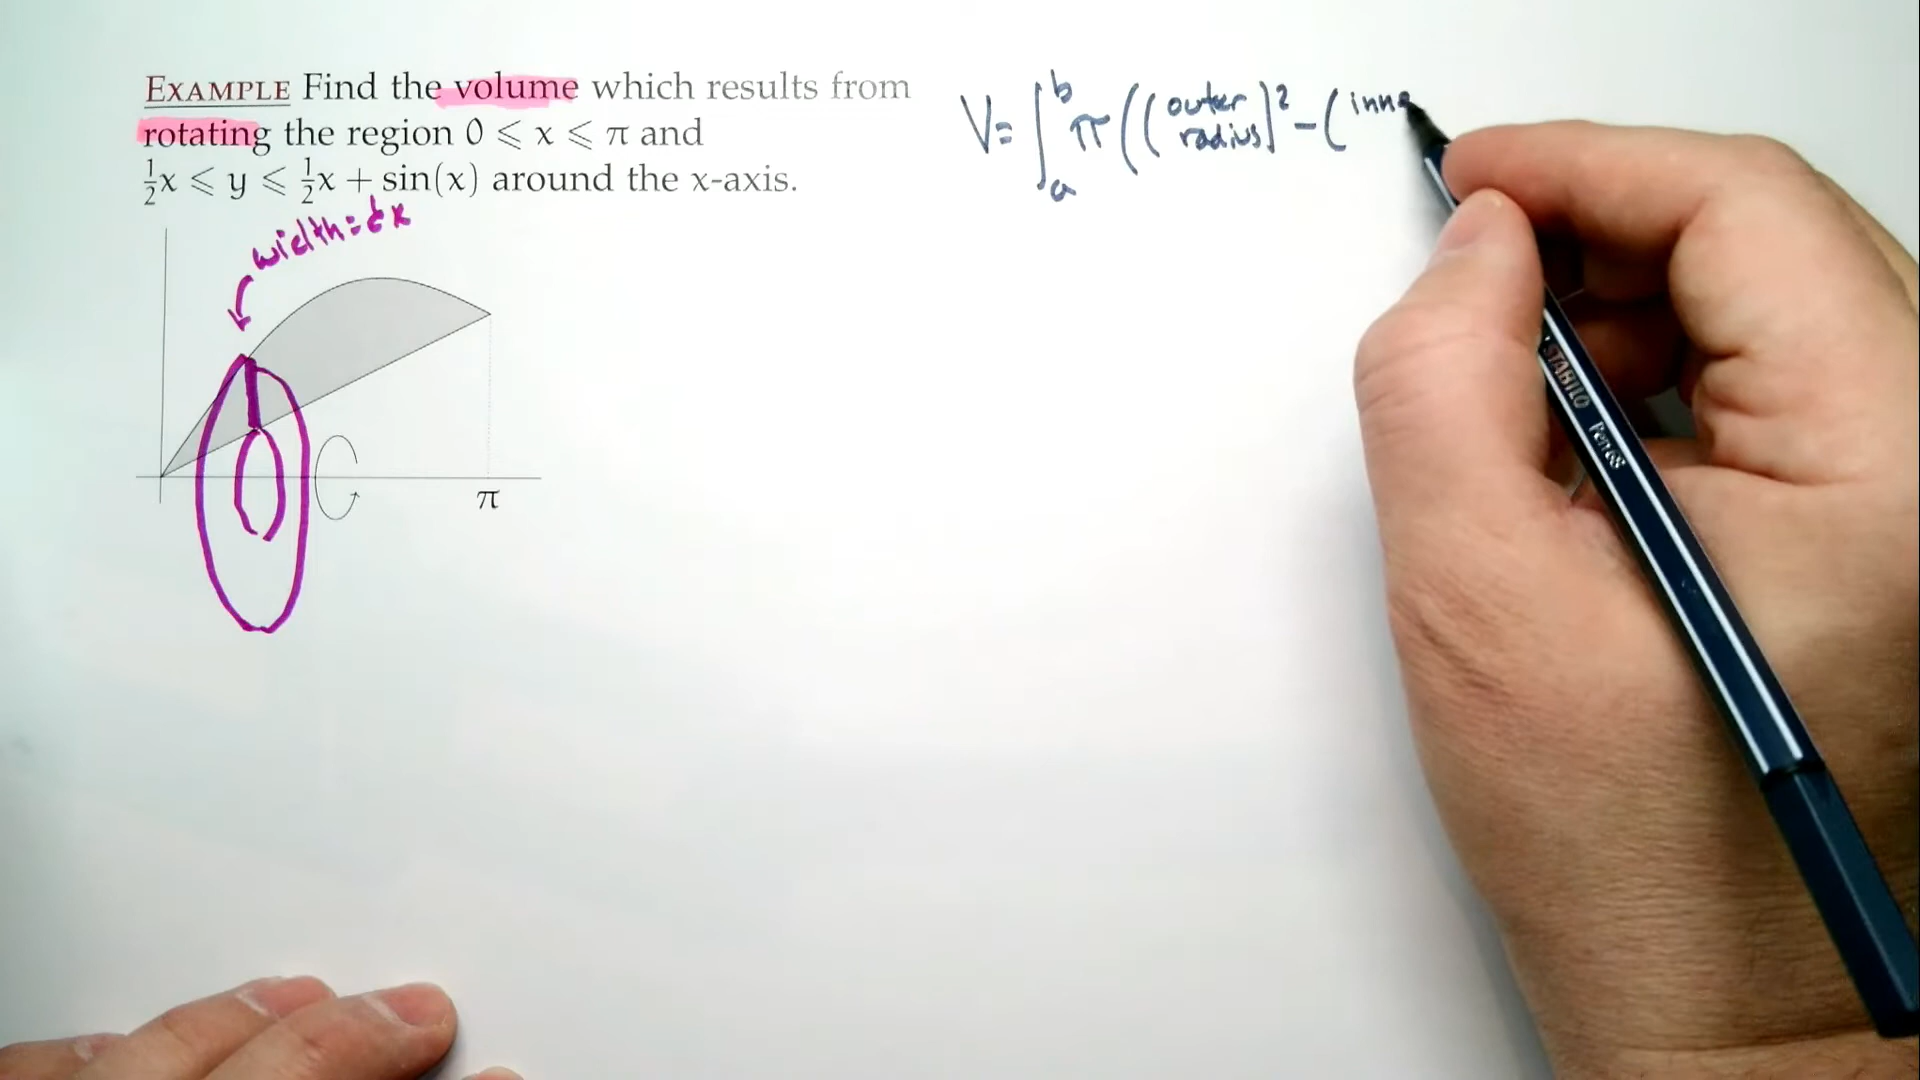 EXAMPLE Find the volume which results from
rotating the region 0 ⩽ x ⩽ π and
½x ⩽ y ⩽ ½x + sin(x) around the x-axis.
width = dx
π
V = ∫ₐᵇ π((outer radius)² - (inne
STABILO Pen 68